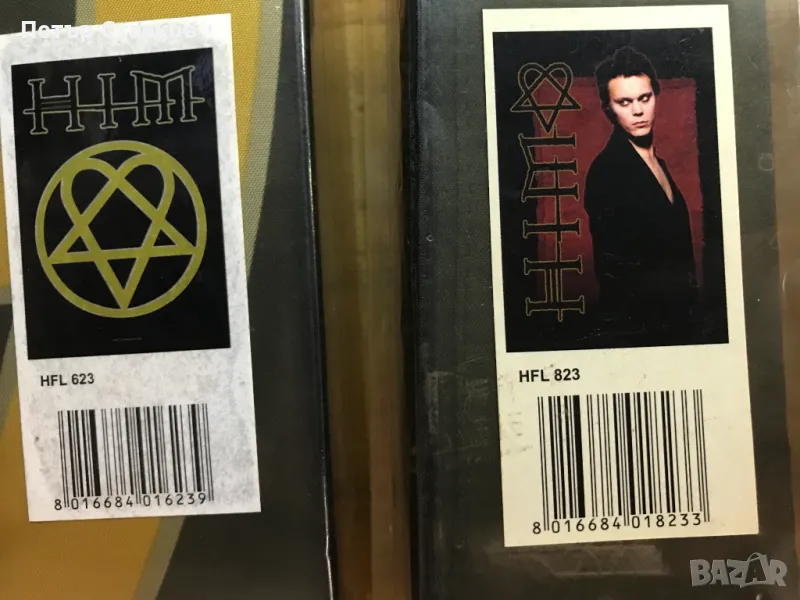 HIM
HFL 623
8 016684 016239
HIM
HFL 823
8 016684 018233
BAZAR